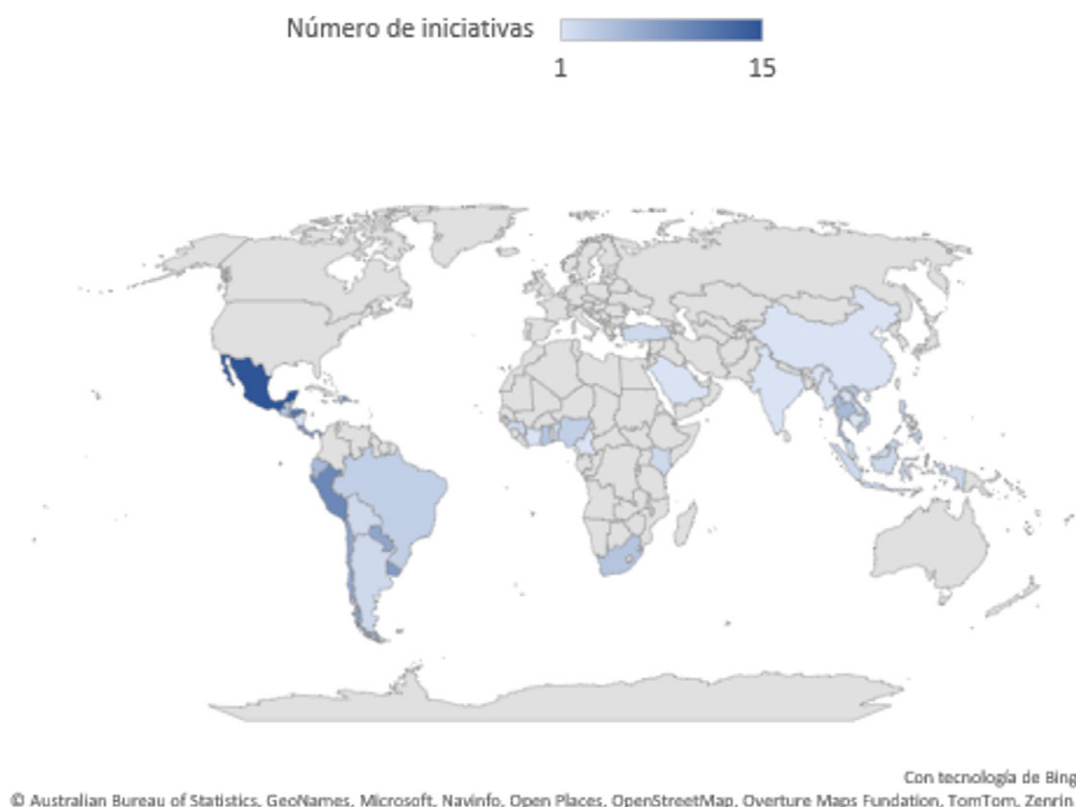 Número de iniciativas
1 15
Con tecnología de Bing
© Australian Bureau of Statistics, GeoNames, Microsoft, Navinfo, Open Places, OpenStreetMap, Overture Maps Fundation, TomTom, Zenrin